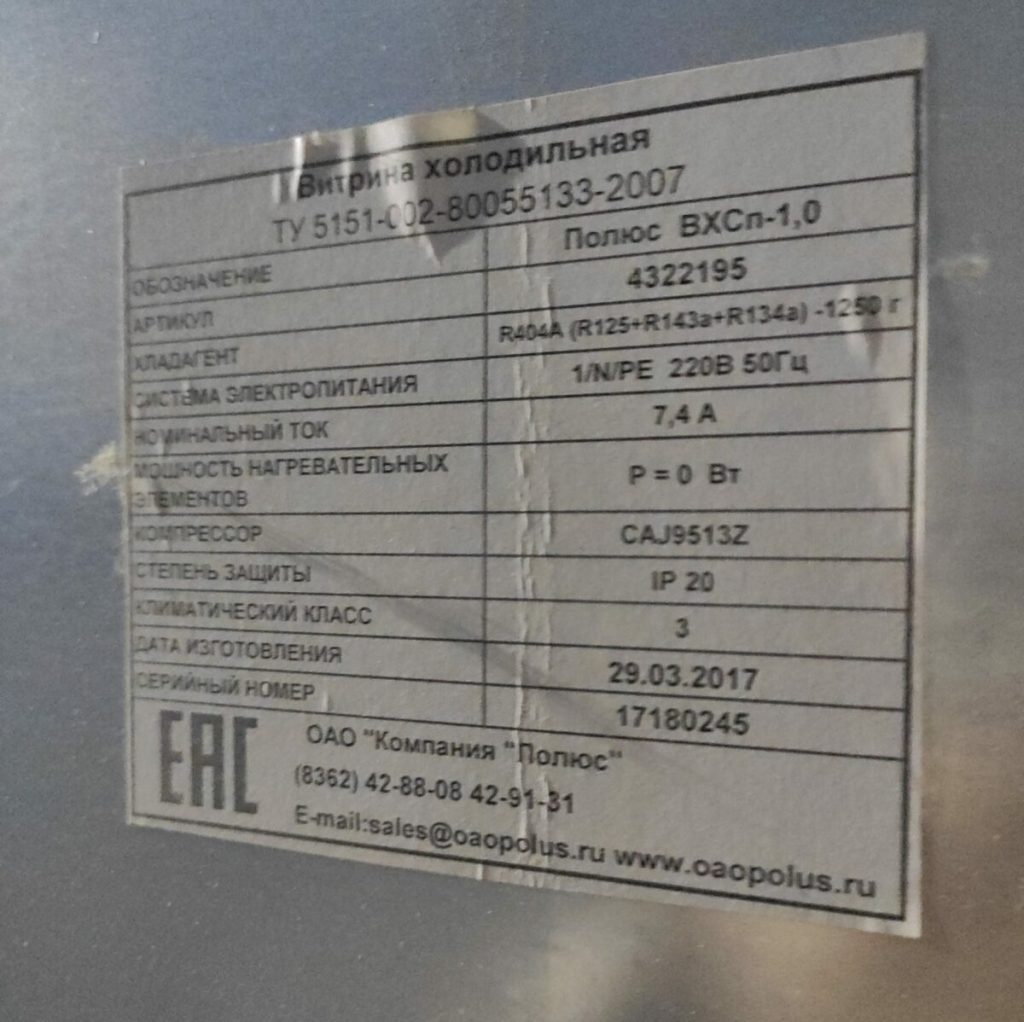 Витрина холодильная
ТУ 5151-002-80055133-2007
ОБОЗНАЧЕНИЕ Полюс ВХСп-1,0
АРТИКУЛ 4322195
ХЛАДАГЕНТ R404A (R125+R143a+R134a) -1250 г
СИСТЕМА ЭЛЕКТРОПИТАНИЯ 1/N/PE 220В 50Гц
НОМИНАЛЬНЫЙ ТОК 7,4 А
МОЩНОСТЬ НАГРЕВАТЕЛЬНЫХ
ЭЛЕМЕНТОВ P = 0 Вт
КОМПРЕССОР CAJ9513Z
СТЕПЕНЬ ЗАЩИТЫ IP 20
КЛИМАТИЧЕСКИЙ КЛАСС 3
ДАТА ИЗГОТОВЛЕНИЯ 29.03.2017
СЕРИЙНЫЙ НОМЕР 17180245
EAC
ОАО "Компания "Полюс"
(8362) 42-88-08 42-91-31
E-mail:sales@oaopolus.ru www.oaopolus.ru